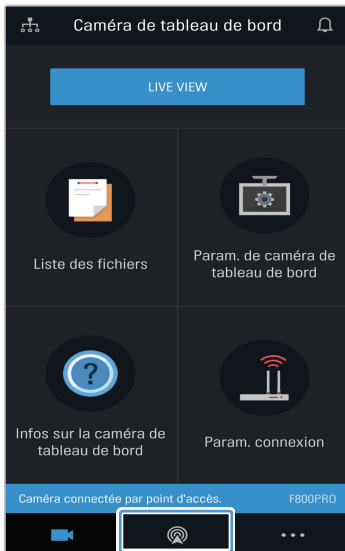 Caméra de tableau de bord
LIVE VIEW
Liste des fichiers
Param. de caméra de
tableau de bord
Infos sur la caméra de
tableau de bord
Param. connexion
Caméra connectée par point d'accès.
F800PRO